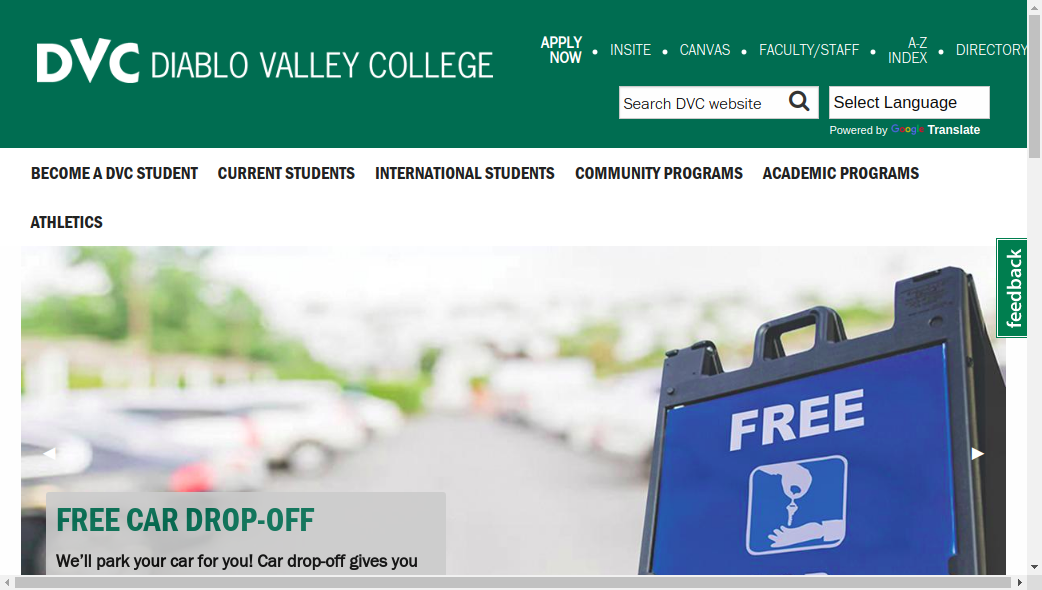 DVC DIABLO VALLEY COLLEGE
APPLY NOW • INSITE • CANVAS • FACULTY/STAFF • A-Z INDEX • DIRECTORY
Search DVC website
Select Language
Powered by Google Translate
BECOME A DVC STUDENT CURRENT STUDENTS INTERNATIONAL STUDENTS COMMUNITY PROGRAMS ACADEMIC PROGRAMS
ATHLETICS
feedback
FREE
FREE CAR DROP-OFF
We'll park your car for you! Car drop-off gives you